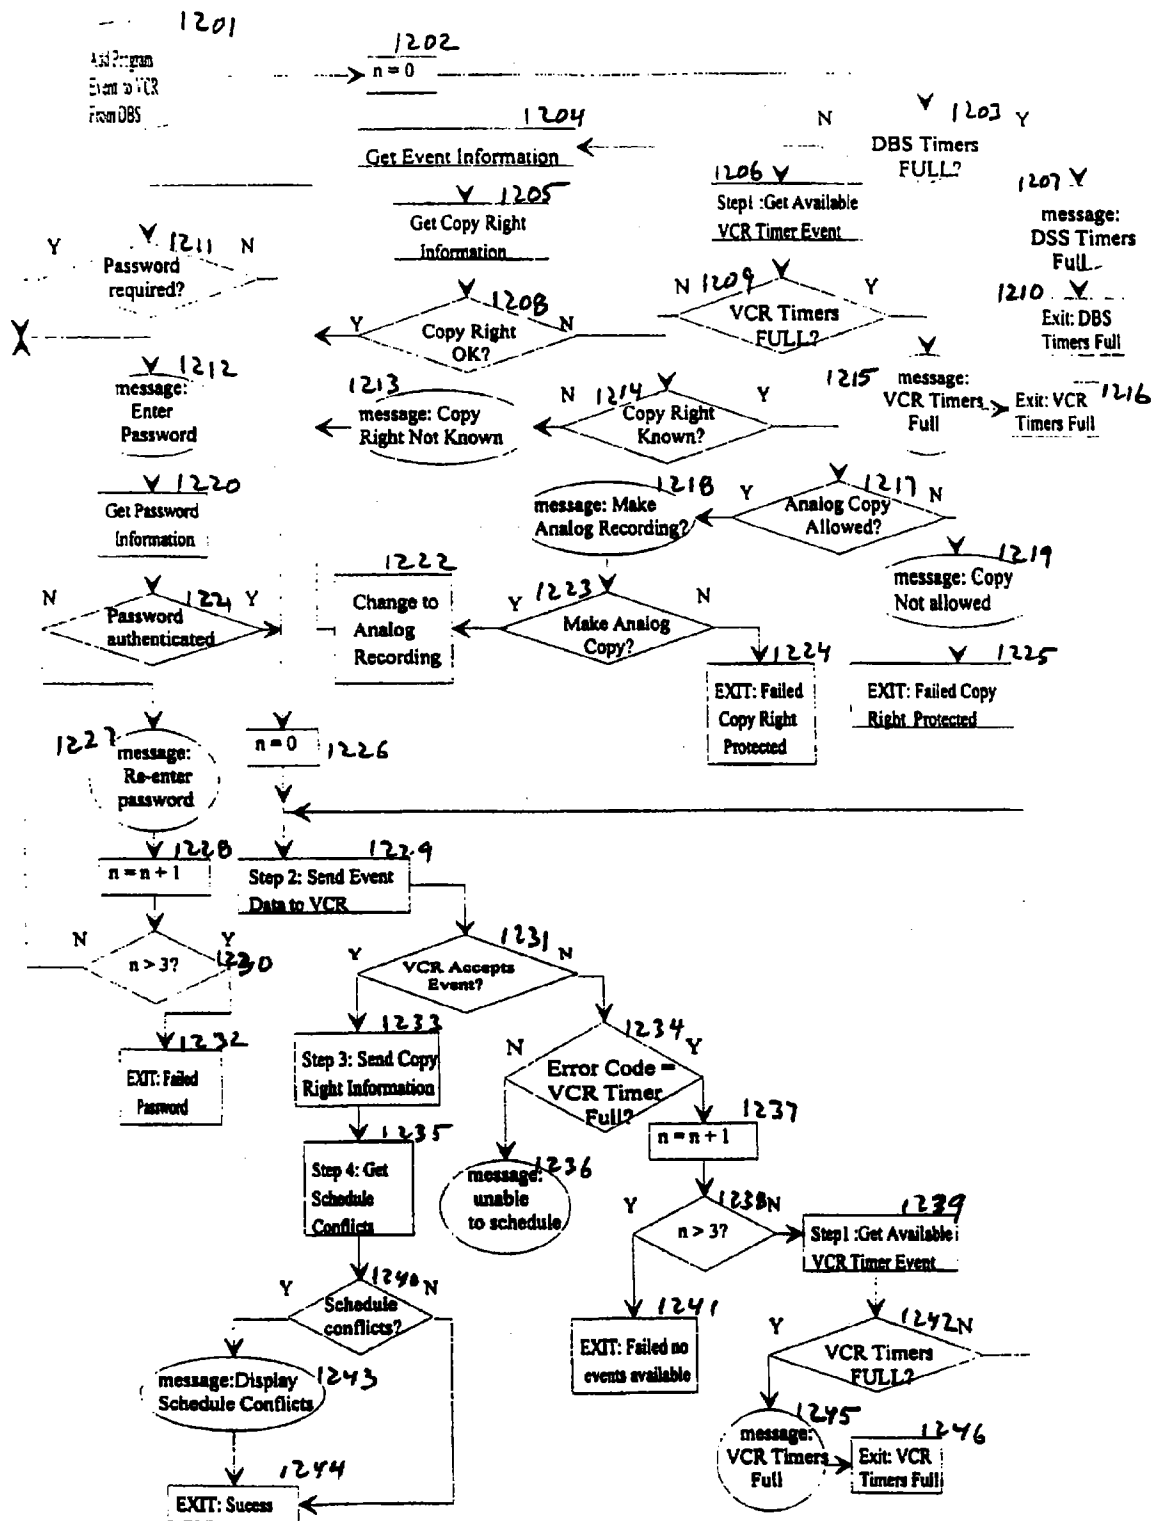 1201
Add Program
Event to VCR
From DBS
1202
n = 0
1203
N
Y
DBS Timers
FULL?
1204
Get Event Information
1205
Get Copy Right
Information
1206
Step1 :Get Available
VCR Timer Event
1207
message:
DSS Timers
Full
1208
Y
N
Copy Right
OK?
1209
N
Y
VCR Timers
FULL?
1210
Exit: DBS
Timers Full
1211
Y
N
Password
required?
X
1212
message:
Enter
Password
1213
message: Copy
Right Not Known
1214
N
Y
Copy Right
Known?
1215
message:
VCR Timers
Full
1216
Exit: VCR
Timers Full
1217
Y
N
Analog Copy
Allowed?
1218
message: Make
Analog Recording?
1219
message: Copy
Not allowed
1220
Get Password
Information
1221
N
Y
Password
authenticated
1222
Change to
Analog
Recording
1223
Y
N
Make Analog
Copy?
1224
EXIT: Failed
Copy Right
Protected
1225
EXIT: Failed Copy
Right Protected
1226
n = 0
1227
message:
Re-enter
password
1228
n = n + 1
1229
Step 2: Send Event
Data to VCR
1230
N
Y
n > 3?
1231
Y
N
VCR Accepts
Event?
1232
EXIT: Failed
Password
1233
Step 3: Send Copy
Right Information
1234
N
Y
Error Code =
VCR Timer
Full?
1235
Step 4: Get
Schedule
Conflicts
1236
message:
unable
to schedule
1237
n = n + 1
1238
Y
N
n > 3?
1239
Step1 :Get Available
VCR Timer Event
1240
Y
N
Schedule
conflicts?
1241
EXIT: Failed no
events available
1242
Y
N
VCR Timers
FULL?
1243
message:Display
Schedule Conflicts
1244
EXIT: Sucess
1245
message:
VCR Timers
Full
1246
Exit: VCR
Timers Full